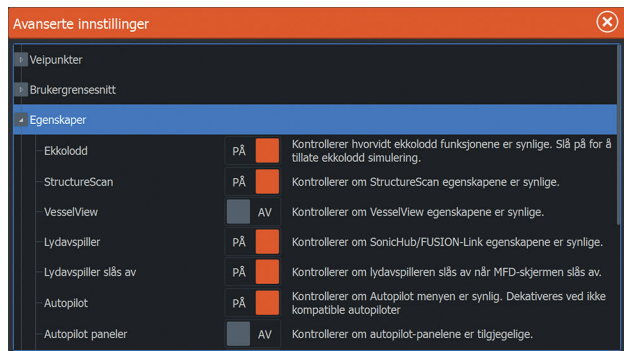 Avanserte innstillinger
Veipunkter
Brukergrensesnitt
Egenskaper
Ekkolodd PÅ Kontrollerer hvorvidt ekkolodd funksjonene er synlige. Slå på for å
tillate ekkolodd simulering.
StructureScan PÅ Kontrollerer om StructureScan egenskapene er synlige.
VesselView AV Kontrollerer om VesselView egenskapene er synlige.
Lydavspiller PÅ Kontrollerer om SonicHub/FUSION-Link egenskapene er synlige.
Lydavspiller slås av PÅ Kontrollerer om lydavspilleren slås av når MFD-skjermen slås av.
Autopilot PÅ Kontrollerer om Autopilot menyen er synlig. Dekativeres ved ikke
kompatible autopiloter
Autopilot paneler AV Kontrollerer om autopilot-panelene er tilgjegelige.